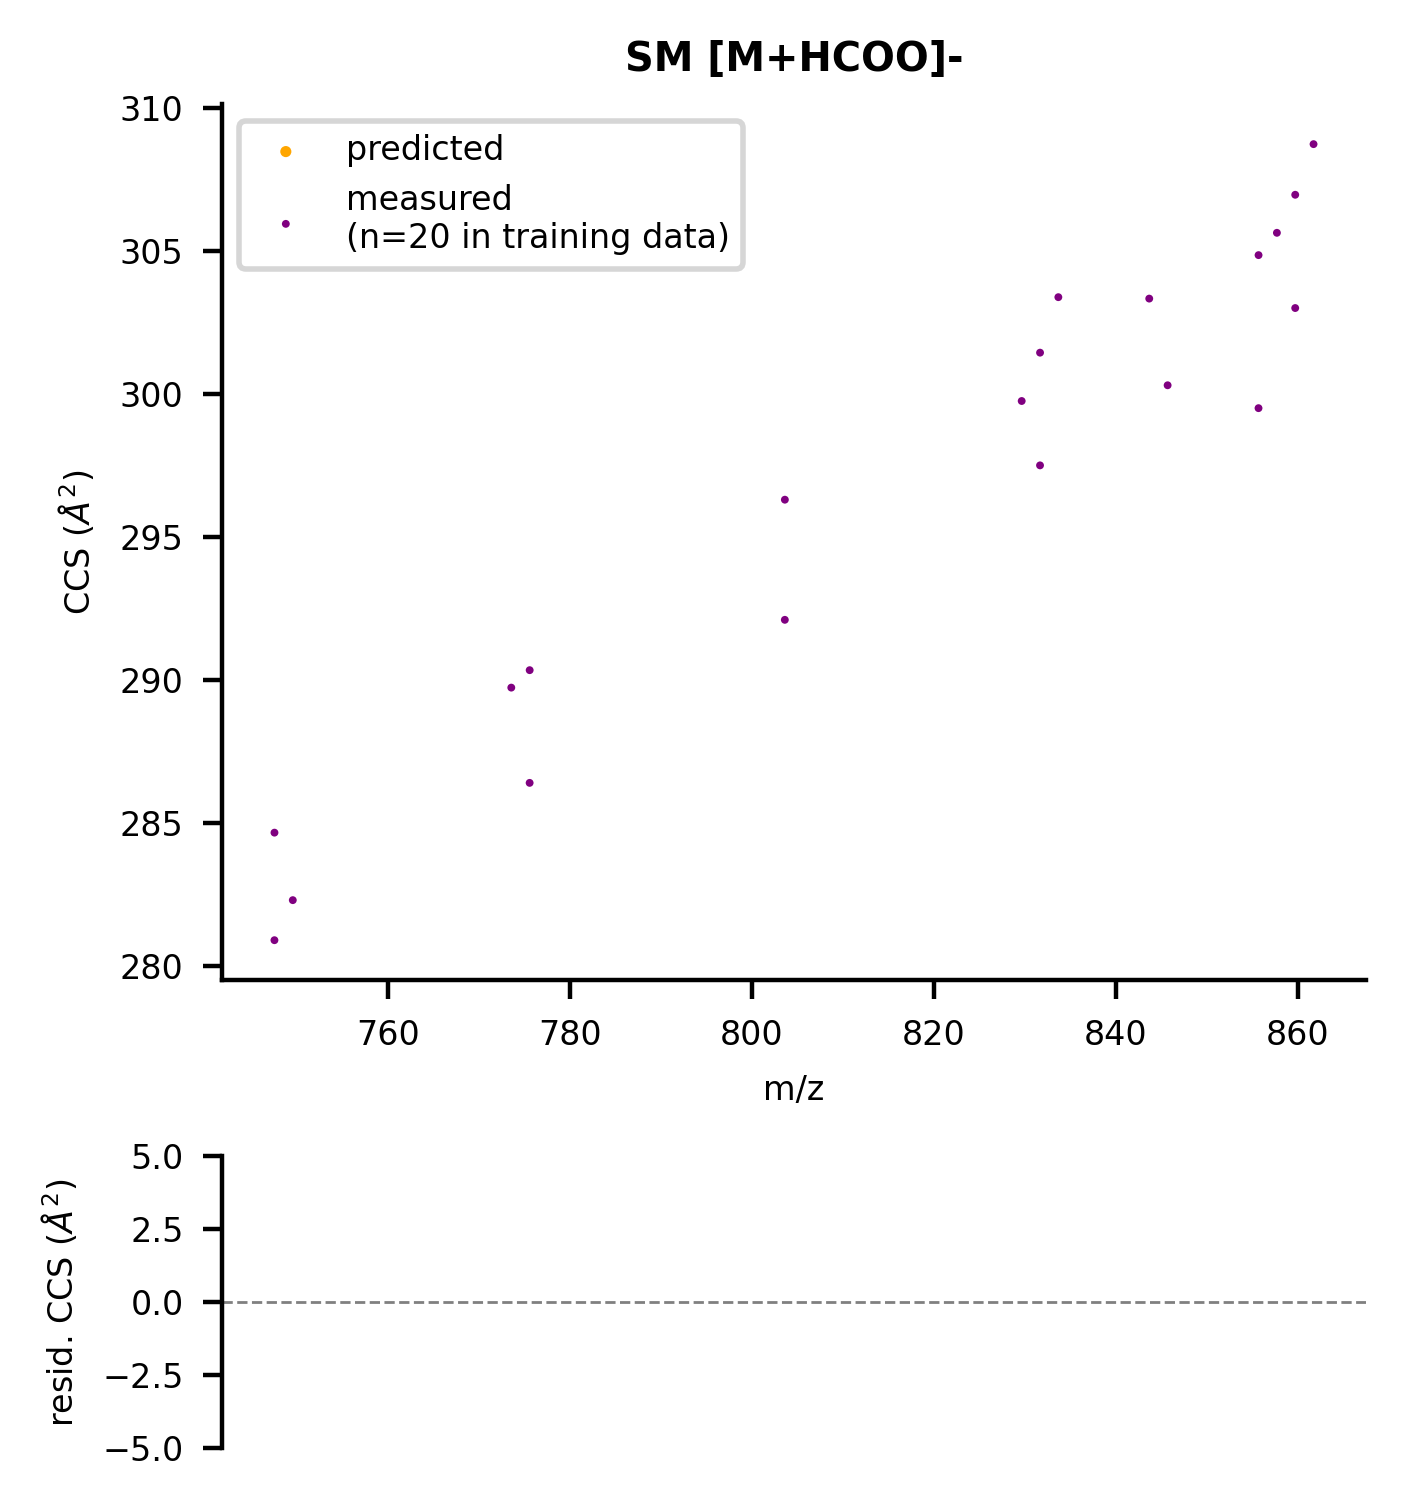 SM [M+HCOO]-
310
305
300
295
290
285
280
CCS (Å²)
predicted
measured
(n=20 in training data)
760 780 800 820 840 860
m/z
5.0
2.5
0.0
−2.5
−5.0
resid. CCS (Å²)